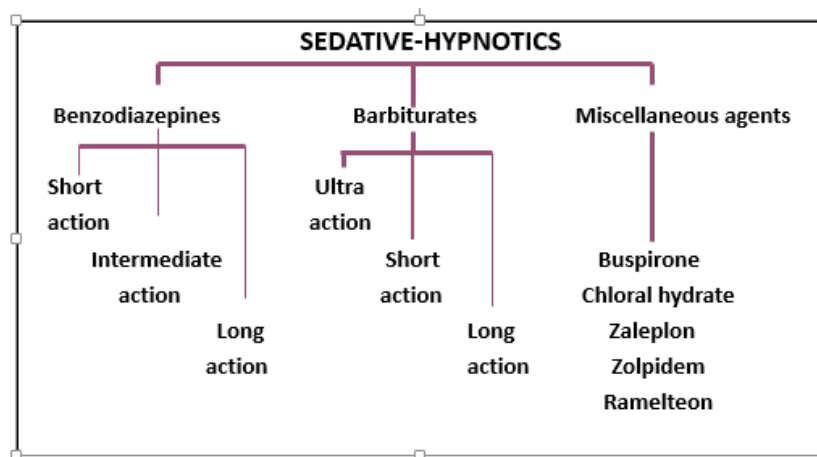 SEDATIVE-HYPNOTICS
Benzodiazepines
Barbiturates
Miscellaneous agents
Short
action
Intermediate
action
Long
action
Ultra
action
Short
action
Long
action
Buspirone
Chloral hydrate
Zaleplon
Zolpidem
Ramelteon